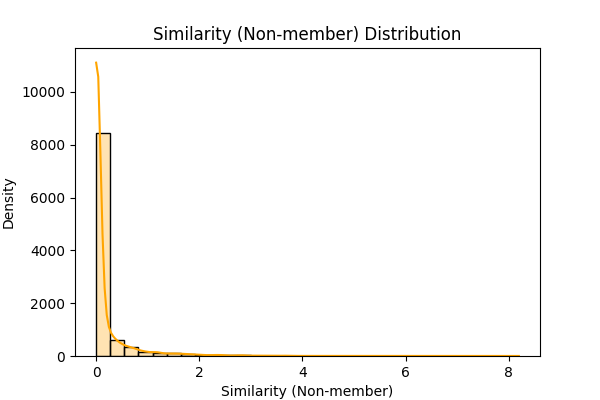 Similarity (Non-member) Distribution
Density
10000
8000
6000
4000
2000
0
0 2 4 6 8
Similarity (Non-member)